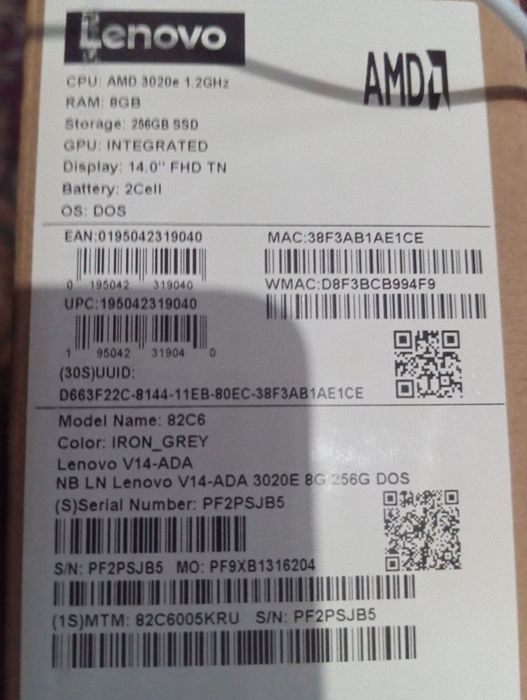 Lenovo
AMD
CPU: AMD 3020e 1.2GHz
RAM: 8GB
Storage: 256GB SSD
GPU: INTEGRATED
Display: 14.0" FHD TN
Battery: 2Cell
OS: DOS
EAN:0195042319040
MAC:38F3AB1AE1CE
0 195042 319040
WMAC:D8F3BCB994F9
UPC:195042319040
1 95042 31904 0
(30S)UUID:
D663F22C-8144-11EB-80EC-38F3AB1AE1CE
Model Name: 82C6
Color: IRON_GREY
Lenovo V14-ADA
NB LN Lenovo V14-ADA 3020E 8G 256G DOS
(S)Serial Number: PF2PSJB5
S/N: PF2PSJB5 MO: PF9XB1316204
(1S)MTM: 82C6005KRU S/N: PF2PSJB5